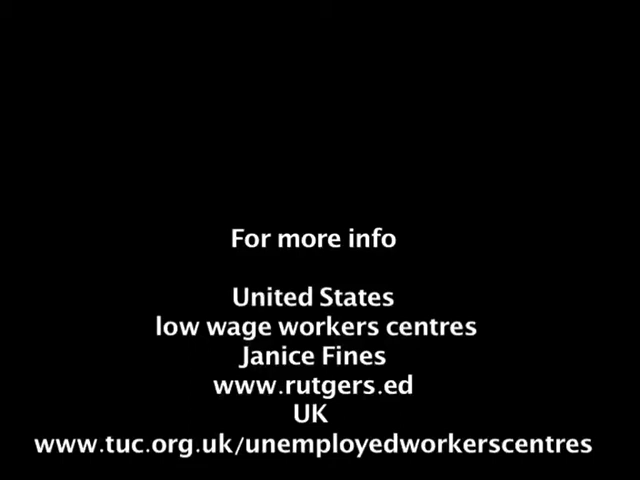 For more info
United States
low wage workers centres
Janice Fines
www.rutgers.ed
UK
www.tuc.org.uk/unemployedworkerscentres